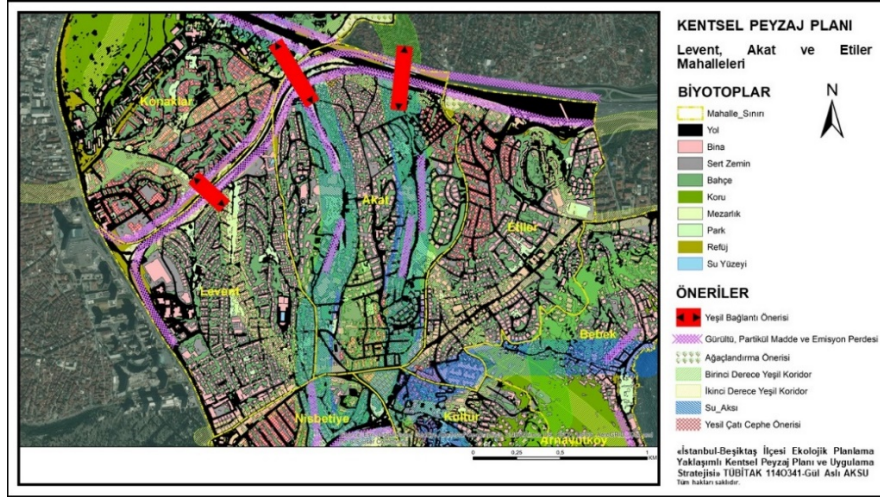 KENTSEL PEYZAJ PLANI
Levent, Akat ve Etiler
Mahalleleri
BİYOTOPLAR
N
Mahalle_Sınırı
Yol
Bina
Sert Zemin
Bahçe
Koru
Mezarlık
Park
Refüj
Su Yüzeyi
ÖNERİLER
Yeşil Bağlantı Önerisi
Gürültü, Partikül Madde ve Emisyon Perdesi
Ağaçlandırma Önerisi
Birinci Derece Yeşil Koridor
İkinci Derece Yeşil Koridor
Su_Aksı
Yesil Çatı Cephe Önerisi
«İstanbul-Beşiktaş İlçesi Ekolojik Planlama
Yaklaşımlı Kentsel Peyzaj Planı ve Uygulama
Stratejisi» TÜBİTAK 114O341-Gül Aslı AKSU
Tüm hakları saklıdır.
Konaklar
Akat
Etiler
Levent
Bebek
Nisbetiye
Kültür
Arnavutköy
0 0,25 0,5 1